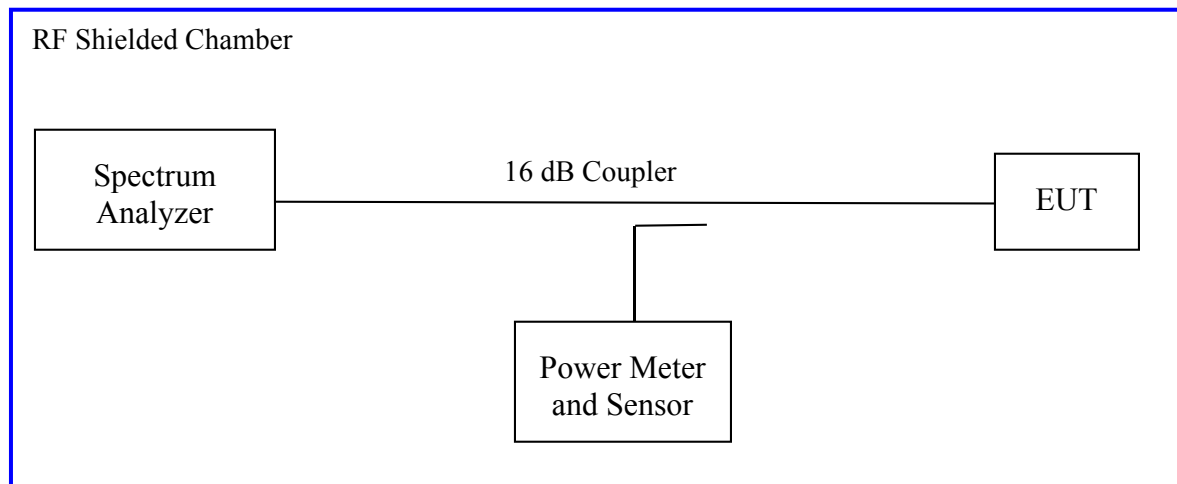 RF Shielded Chamber
Spectrum
Analyzer
16 dB Coupler
EUT
Power Meter
and Sensor